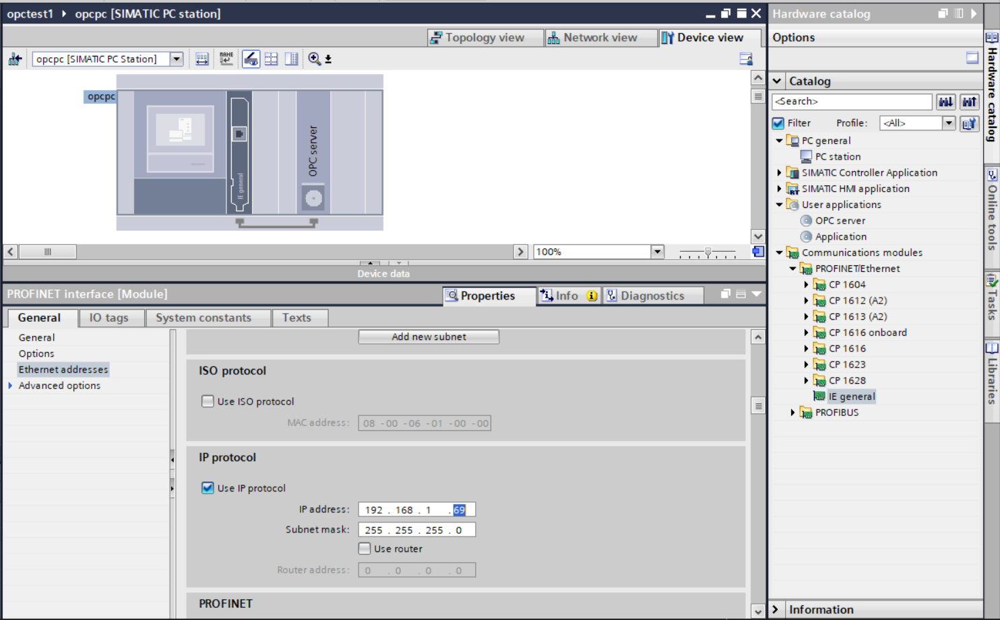 opctest1 ▸ opcpc [SIMATIC PC station]
Topology view
Network view
Device view
opcpc [SIMATIC PC Station]
NAME
opcpc
IE general
OPC server
100%
Device data
PROFINET interface [Module]
Properties
Info
Diagnostics
General
IO tags
System constants
Texts
General
Options
Ethernet addresses
Advanced options
Add new subnet
ISO protocol
Use ISO protocol
MAC address: 08 -00 -06 -01 -00 -00
IP protocol
Use IP protocol
IP address: 192 . 168 . 1 . 69
Subnet mask: 255 . 255 . 255 . 0
Use router
Router address: 0 . 0 . 0 . 0
PROFINET
Hardware catalog
Options
Catalog
<Search>
Filter
Profile: <All>
PC general
PC station
SIMATIC Controller Application
RT
SIMATIC HMI application
User applications
OPC server
Application
Communications modules
PROFINET/Ethernet
CP 1604
CP 1612 (A2)
CP 1613 (A2)
CP 1616 onboard
CP 1616
CP 1623
CP 1628
IE general
PROFIBUS
Information
Hardware catalog
Online tools
Tasks
Libraries